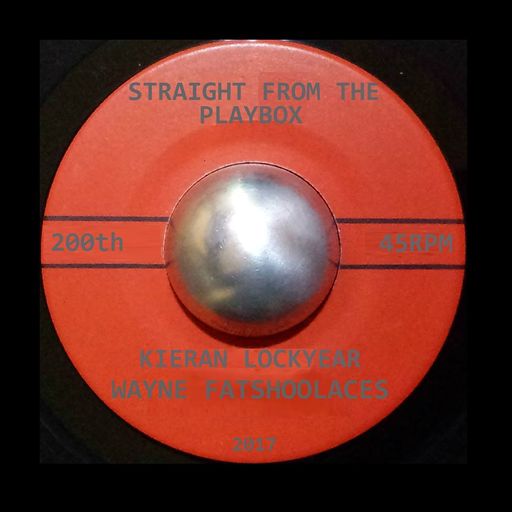 STRAIGHT FROM THE
PLAYBOX
200th 45RPM
KIERAN LOCKYEAR
WAYNE FATSHOOLACES
2017